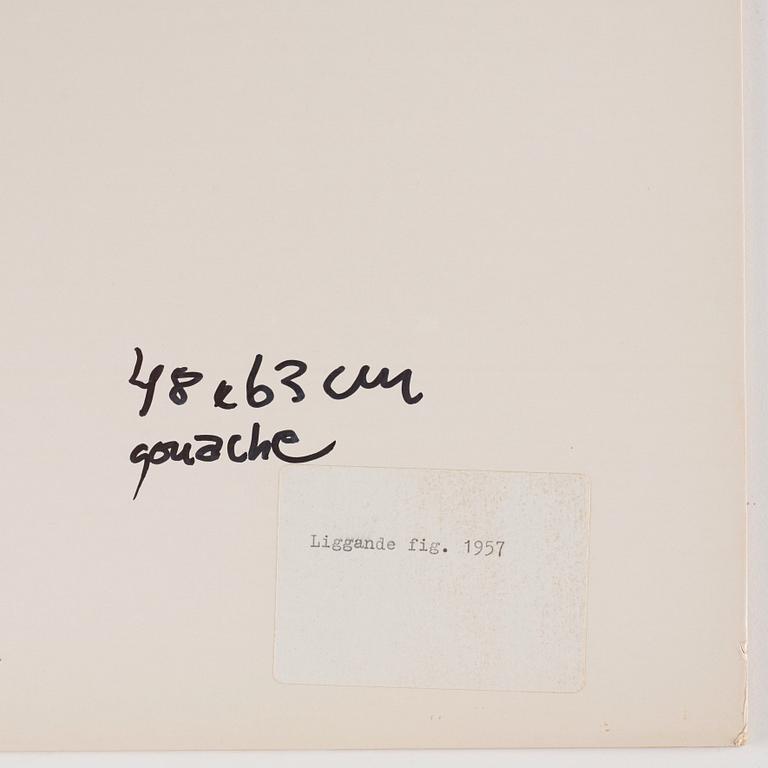 48 x 63 cm
gouache
Liggande fig. 1957